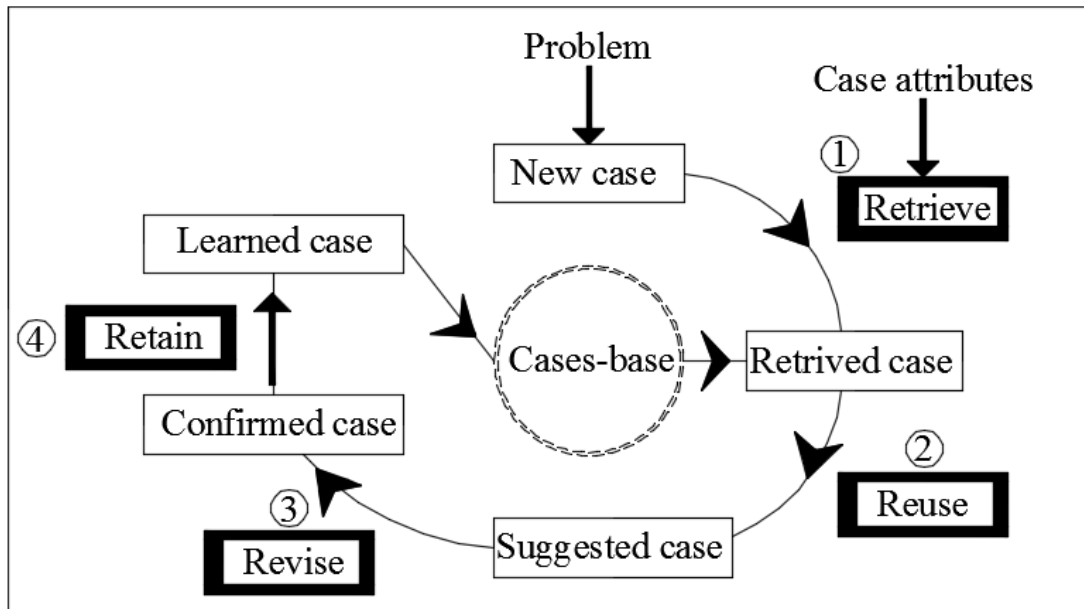 Problem
Case attributes
①
New case
Retrieve
Learned case
④
Retain
Cases-base
Retrived case
Confirmed case
②
Reuse
③
Suggested case
Revise